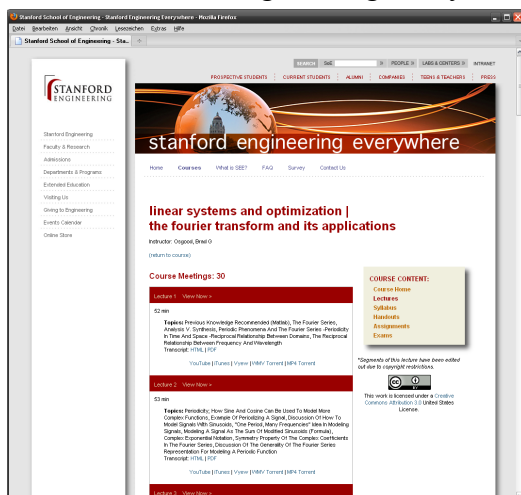 Stanford School of Engineering - Stanford Engineering Everywhere - Mozilla Firefox
Datei Bearbeiten Ansicht Chronik Lesezeichen Extras Hilfe
Stanford School of Engineering - Sta...
SEARCH SoE PEOPLE » LABS & CENTERS » INTRANET
PROSPECTIVE STUDENTS CURRENT STUDENTS ALUMNI COMPANIES TEENS & TEACHERS PRESS
STANFORD
ENGINEERING
stanford engineering everywhere
Stanford Engineering
Faculty & Research
Admissions
Departments & Programs
Extended Education
Visiting Us
Giving to Engineering
Events Calendar
Online Store
Home Courses What is SEE? FAQ Survey Contact Us
linear systems and optimization |
the fourier transform and its applications
Instructor: Osgood, Brad G
(return to course)
Course Meetings: 30
Lecture 1 View Now »
52 min
Topics: Previous Knowledge Recommended (Matlab), The Fourier Series,
Analysis V. Synthesis, Periodic Phenomena And The Fourier Series -Periodicity
In Time And Space -Reciprocal Relationship Between Domains, The Reciprocal
Relationship Between Frequency And Wavelength
Transcript: HTML | PDF
YouTube |iTunes | Vyew |WMV Torrent |MP4 Torrent
Lecture 2 View Now »
53 min
Topics: Periodicity; How Sine And Cosine Can Be Used To Model More
Complex Functions, Example Of Periodizing A Signal, Discussion Of How To
Model Signals With Sinusoids, "One Period, Many Frequencies" Idea In Modeling
Signals, Modeling A Signal As The Sum Of Modified Sinusoids (Formula),
Complex Exponential Notation, Symmetry Property Of The Complex Coefficients
In The Fourier Series, Discussion Of The Generality Of The Fourier Series
Representation For Modeling A Periodic Function
Transcript: HTML | PDF
YouTube |iTunes | Vyew |WMV Torrent |MP4 Torrent
Lecture 3 View Now »
COURSE CONTENT:
Course Home
Lectures
Syllabus
Handouts
Assignments
Exams
*Segments of this lecture have been edited
out due to copyright restrictions.
cc
BY
This work is licensed under a Creative
Commons Attribution 3.0 United States
License.